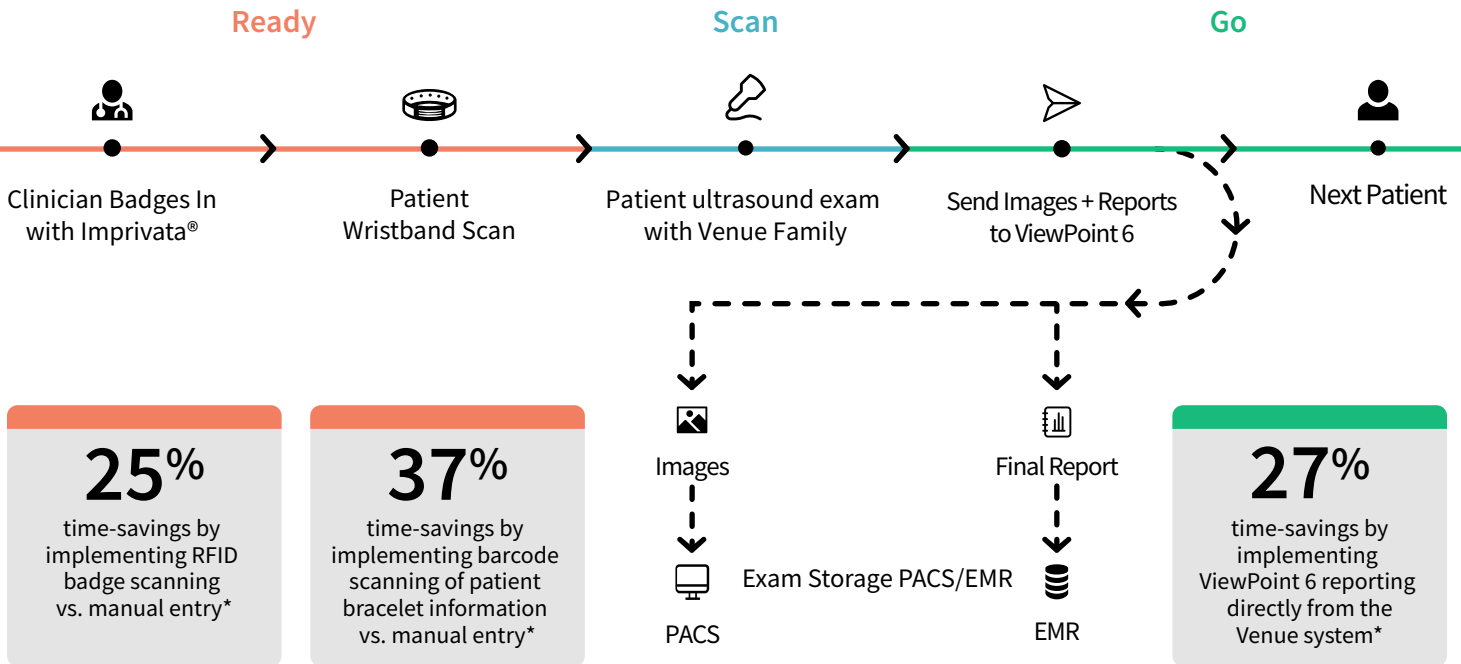 Ready
Scan
Go
Clinician Badges In
with Imprivata®
Patient
Wristband Scan
Patient ultrasound exam
with Venue Family
Send Images + Reports
to ViewPoint 6
Next Patient
Images
Final Report
Exam Storage PACS/EMR
PACS
EMR
25%
time-savings by
implementing RFID
badge scanning
vs. manual entry*
37%
time-savings by
implementing barcode
scanning of patient
bracelet information
vs. manual entry*
27%
time-savings by
implementing
ViewPoint 6 reporting
directly from the
Venue system*